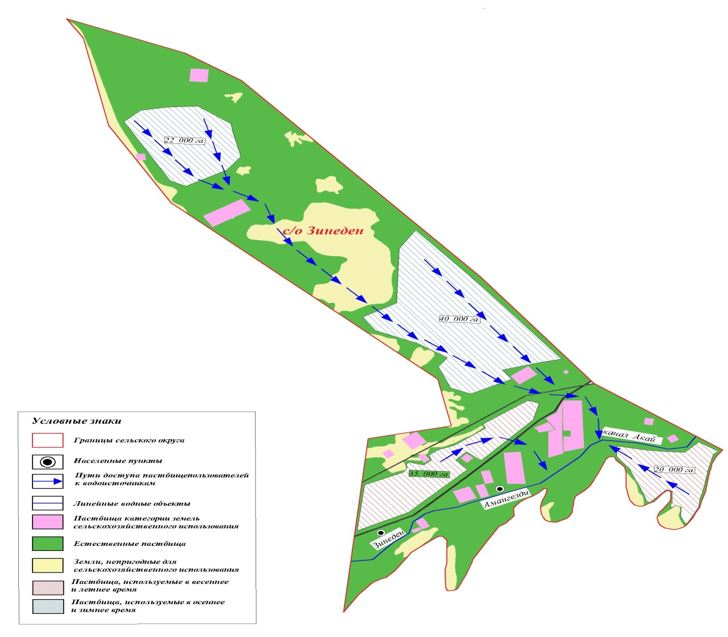 22 000 га
с/о Зинеден
40 000 га
канал Акай
20 000 га
15 000 га
Амангелди
Зинеден
Условные знаки
Границы сельского округа
Населенные пункты
Пути доступа пастбищепользователей
к водоисточникам
Линейные водные объекты
Пастбища категории земель
сельскохозяйственного использования
Естественные пастбища
Земли, непригодные для
сельскохозяйственного использования
Пастбища, используемые в весеннее
и летнее время
Пастбища, используемые в осеннее
и зимнее время